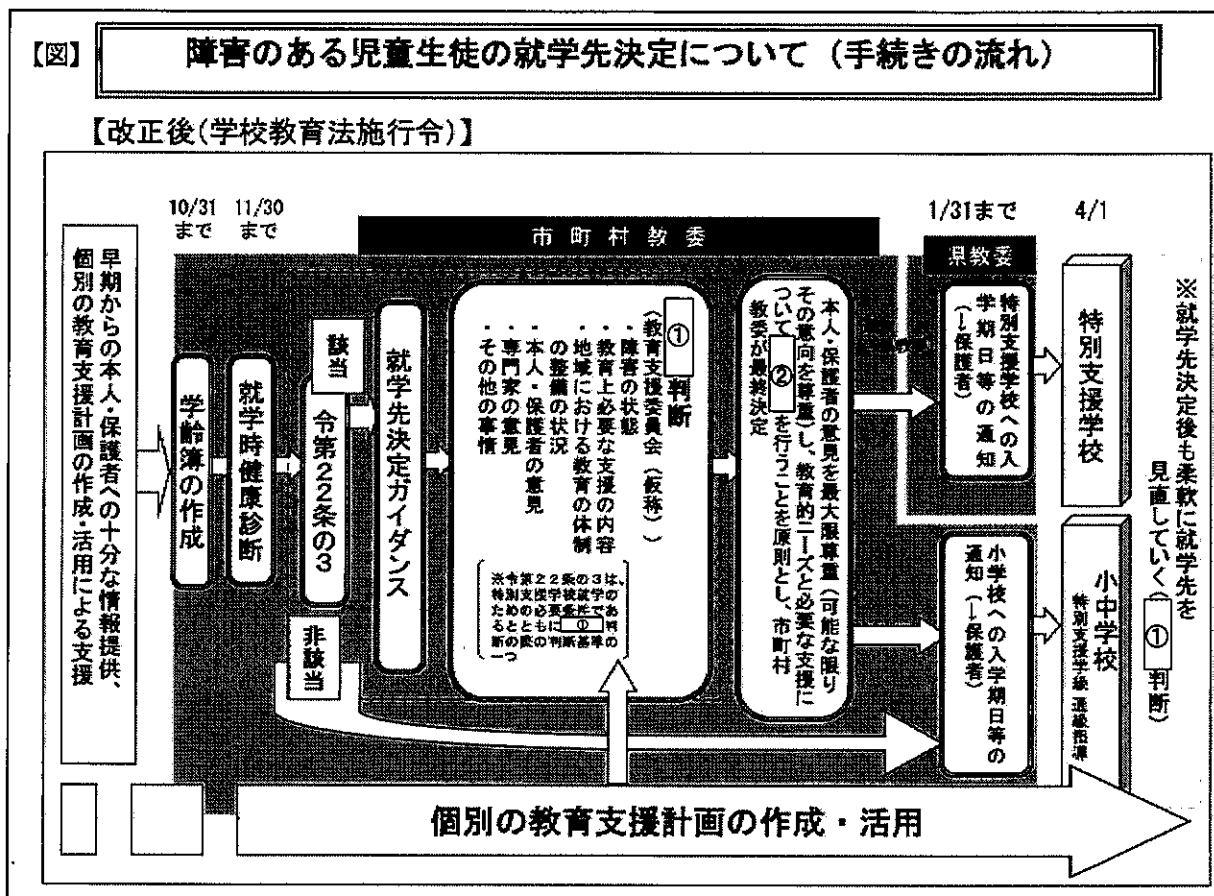 【図】
障害のある児童生徒の就学先決定について（手続きの流れ）
【改正後（学校教育法施行令）】
早期からの本人・保護者への十分な情報提供、
個別の教育支援計画の作成・活用による支援
10/31
まで
11/30
まで
学齢簿の作成
就学時健康診断
該当
令第22条の3
非該当
就学先決定ガイダンス
市町村教委
①判断
（教育支援委員会（仮称））
・障害の状態
・教育上必要な支援の内容
・地域における教育の体制
の整備の状況
・本人・保護者の意見
・専門家の意見
・その他の事情
※令第22条の3は、
特別支援学校就学の
ための必要条件であ
るとともに①判
断の際の判断基準の
一つ
本人・保護者の意見を最大限尊重（可能な限り
その意向を尊重）し、教育的ニーズと必要な支援に
ついて②を行うことを原則とし、市町村
教委が最終決定
1/31まで
県教委
特別支援学校への入
学期日等の通知
（→保護者）
小学校への入学期日等の
通知（→保護者）
4/1
特別支援学校
小中学校
特別支援学級 通級指導
※就学先決定後も柔軟に就学先を
見直していく（①判断）
個別の教育支援計画の作成・活用